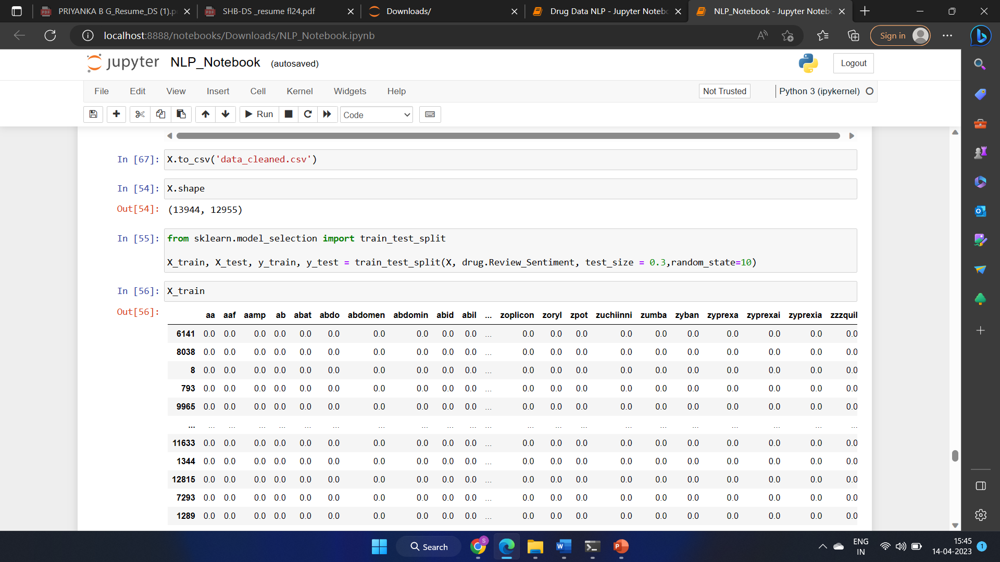 PRIYANKA B G_Resume_DS (1).p
SHB-DS _resume fl24.pdf
Downloads/
Drug Data NLP - Jupyter Noteb
NLP_Notebook - Jupyter Noteb
localhost:8888/notebooks/Downloads/NLP_Notebook.ipynb
Sign in
jupyter NLP_Notebook (autosaved)
Logout
File Edit View Insert Cell Kernel Widgets Help
Not Trusted
Python 3 (ipykernel)
Run
Code
In [67]: X.to_csv('data_cleaned.csv')
In [54]: X.shape
Out[54]: (13944, 12955)
In [55]: from sklearn.model_selection import train_test_split
X_train, X_test, y_train, y_test = train_test_split(X, drug.Review_Sentiment, test_size = 0.3,random_state=10)
In [56]: X_train
Out[56]:
aa aaf aamp ab abat abdo abdomen abdomin abid abil ... zoplicon zoryl zpot zuchiinni zumba zyban zyprexa zyprexai zyprexia zzzquil
6141 0.0 0.0 0.0 0.0 0.0 0.0 0.0 0.0 0.0 0.0 ... 0.0 0.0 0.0 0.0 0.0 0.0 0.0 0.0 0.0 0.0
8038 0.0 0.0 0.0 0.0 0.0 0.0 0.0 0.0 0.0 0.0 ... 0.0 0.0 0.0 0.0 0.0 0.0 0.0 0.0 0.0 0.0
8 0.0 0.0 0.0 0.0 0.0 0.0 0.0 0.0 0.0 0.0 ... 0.0 0.0 0.0 0.0 0.0 0.0 0.0 0.0 0.0 0.0
793 0.0 0.0 0.0 0.0 0.0 0.0 0.0 0.0 0.0 0.0 ... 0.0 0.0 0.0 0.0 0.0 0.0 0.0 0.0 0.0 0.0
9965 0.0 0.0 0.0 0.0 0.0 0.0 0.0 0.0 0.0 0.0 ... 0.0 0.0 0.0 0.0 0.0 0.0 0.0 0.0 0.0 0.0
... ... ... ... ... ... ... ... ... ... ... ... ... ... ... ... ... ... ... ... ... ...
11633 0.0 0.0 0.0 0.0 0.0 0.0 0.0 0.0 0.0 0.0 ... 0.0 0.0 0.0 0.0 0.0 0.0 0.0 0.0 0.0 0.0
1344 0.0 0.0 0.0 0.0 0.0 0.0 0.0 0.0 0.0 0.0 ... 0.0 0.0 0.0 0.0 0.0 0.0 0.0 0.0 0.0 0.0
12815 0.0 0.0 0.0 0.0 0.0 0.0 0.0 0.0 0.0 0.0 ... 0.0 0.0 0.0 0.0 0.0 0.0 0.0 0.0 0.0 0.0
7293 0.0 0.0 0.0 0.0 0.0 0.0 0.0 0.0 0.0 0.0 ... 0.0 0.0 0.0 0.0 0.0 0.0 0.0 0.0 0.0 0.0
1289 0.0 0.0 0.0 0.0 0.0 0.0 0.0 0.0 0.0 0.0 ... 0.0 0.0 0.0 0.0 0.0 0.0 0.0 0.0 0.0 0.0
Search
ENG
IN
15:45
14-04-2023
1